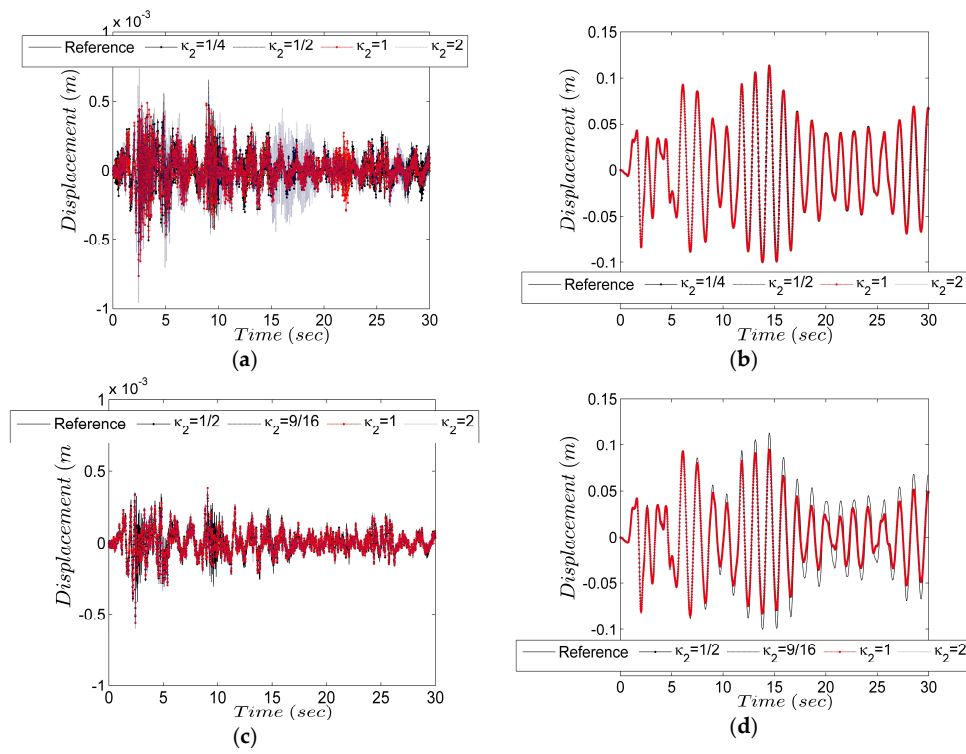 1 x 10⁻³
Reference κ₂=1/4 κ₂=1/2 κ₂=1 κ₂=2
0.5
0
-0.5
-1
Displacement (m)
0 5 10 15 20 25 30
Time (sec)
(a)
0.15
0.1
0.05
0
-0.05
-0.1
Displacement (m)
Reference κ₂=1/4 κ₂=1/2 κ₂=1 κ₂=2
0 5 10 15 20 25 30
Time (sec)
(b)
1 x 10⁻³
Reference κ₂=1/2 κ₂=9/16 κ₂=1 κ₂=2
0.5
0
-0.5
-1
Displacement (m
0 5 10 15 20 25 30
Time (sec)
(c)
0.15
0.1
0.05
0
-0.05
-0.1
Displacement (m)
Reference κ₂=1/2 κ₂=9/16 κ₂=1 κ₂=2
0 5 10 15 20 25 30
Time (sec)
(d)